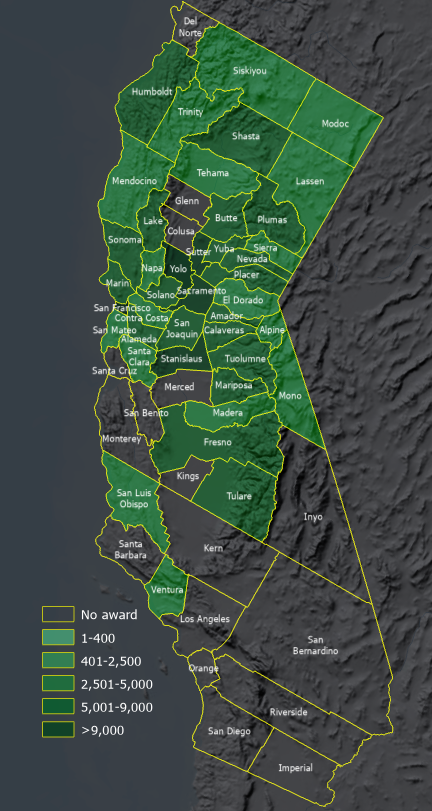 Del
Norte
Siskiyou
Humboldt
Modoc
Trinity
Shasta
Tehama
Mendocino
Lassen
Glenn
Lake
Butte
Plumas
Colusa
Sonoma
Sutter
Yuba
Sierra
Nevada
Napa
Yolo
Placer
Marin
Solano
Sacramento
El Dorado
San Francisco
Contra Costa
Amador
San Mateo
San
Joaquin
Calaveras
Alpine
Alameda
Santa
Clara
Stanislaus
Tuolumne
Santa Cruz
Merced
Mariposa
Mono
San Benito
Madera
Monterey
Fresno
Kings
San Luis
Obispo
Tulare
Inyo
Santa
Barbara
Kern
Ventura
No award
Los Angeles
1-400
San
Bernardino
401-2,500
Orange
2,501-5,000
5,001-9,000
Riverside
>9,000
San Diego
Imperial